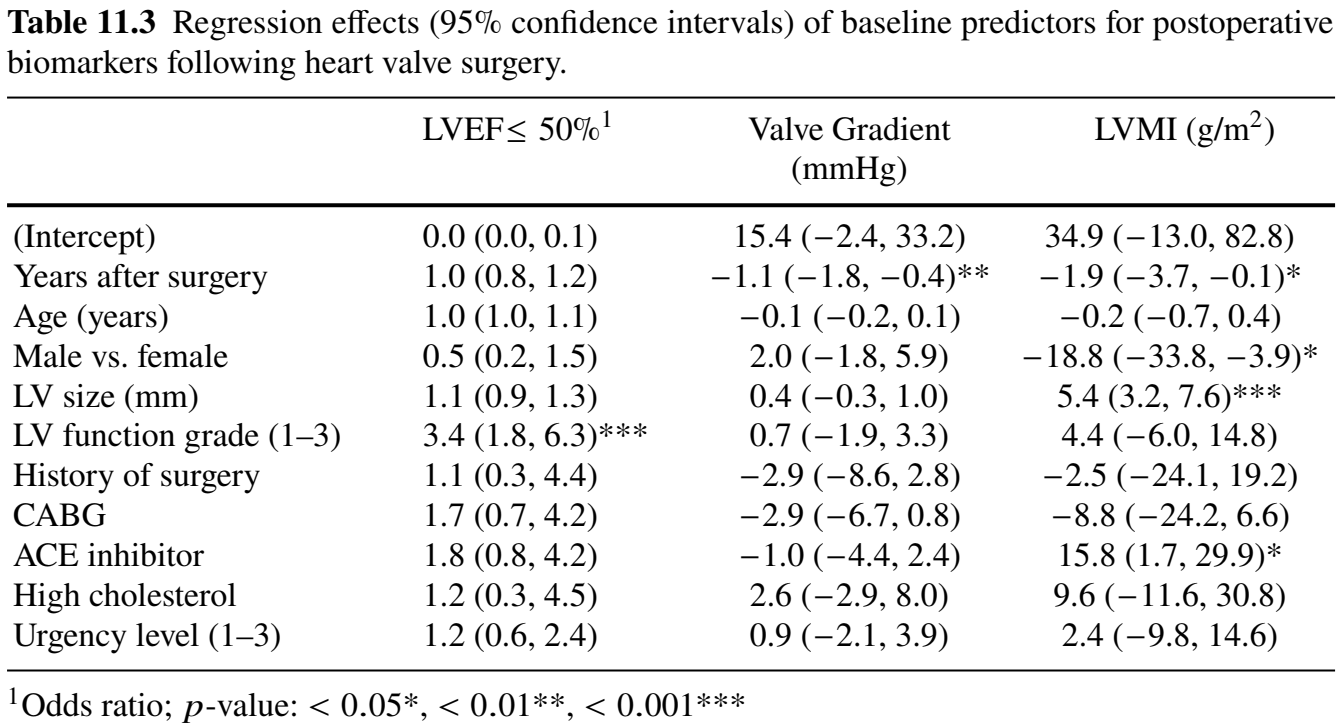 Table 11.3 Regression effects (95% confidence intervals) of baseline predictors for postoperative
biomarkers following heart valve surgery.
LVEF≤ 50%¹ Valve Gradient LVMI (g/m²)
(mmHg)
(Intercept) 0.0 (0.0, 0.1) 15.4 (−2.4, 33.2) 34.9 (−13.0, 82.8)
Years after surgery 1.0 (0.8, 1.2) −1.1 (−1.8, −0.4)** −1.9 (−3.7, −0.1)*
Age (years) 1.0 (1.0, 1.1) −0.1 (−0.2, 0.1) −0.2 (−0.7, 0.4)
Male vs. female 0.5 (0.2, 1.5) 2.0 (−1.8, 5.9) −18.8 (−33.8, −3.9)*
LV size (mm) 1.1 (0.9, 1.3) 0.4 (−0.3, 1.0) 5.4 (3.2, 7.6)***
LV function grade (1–3) 3.4 (1.8, 6.3)*** 0.7 (−1.9, 3.3) 4.4 (−6.0, 14.8)
History of surgery 1.1 (0.3, 4.4) −2.9 (−8.6, 2.8) −2.5 (−24.1, 19.2)
CABG 1.7 (0.7, 4.2) −2.9 (−6.7, 0.8) −8.8 (−24.2, 6.6)
ACE inhibitor 1.8 (0.8, 4.2) −1.0 (−4.4, 2.4) 15.8 (1.7, 29.9)*
High cholesterol 1.2 (0.3, 4.5) 2.6 (−2.9, 8.0) 9.6 (−11.6, 30.8)
Urgency level (1–3) 1.2 (0.6, 2.4) 0.9 (−2.1, 3.9) 2.4 (−9.8, 14.6)
¹Odds ratio; p-value: < 0.05*, < 0.01**, < 0.001***